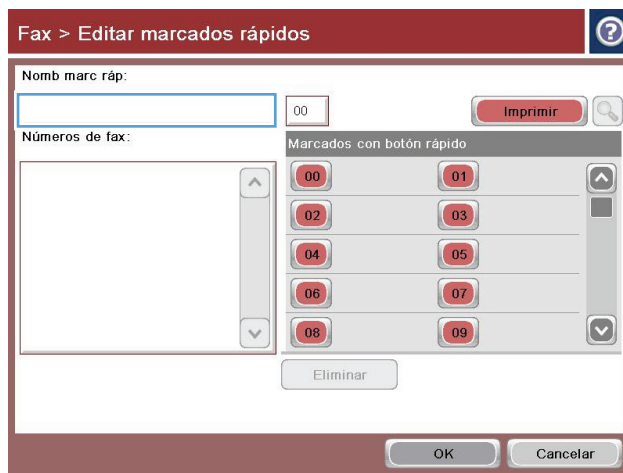 Fax > Editar marcados rápidos
?
Nomb marc ráp:
00
Imprimir
Números de fax:
Marcados con botón rápido
00 01
02 03
04 05
06 07
08 09
Eliminar
OK Cancelar